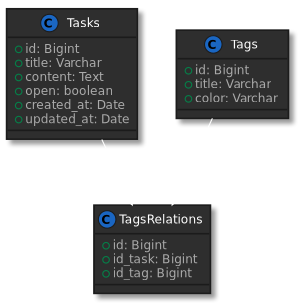 C Tasks
id: Bigint
title: Varchar
content: Text
open: boolean
created_at: Date
updated_at: Date
C Tags
id: Bigint
title: Varchar
color: Varchar
C TagsRelations
id: Bigint
id_task: Bigint
id_tag: Bigint